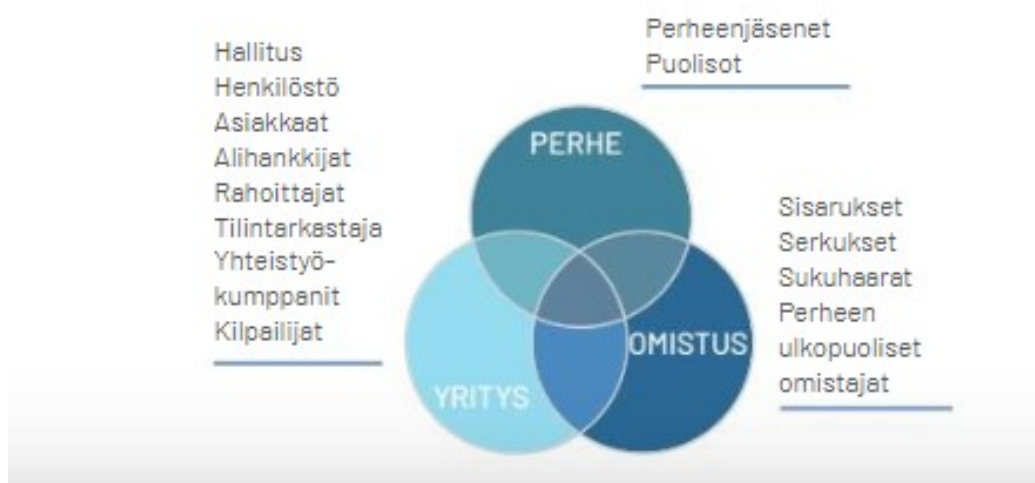 Perheenjäsenet
Puolisot
Hallitus
Henkilöstö
Asiakkaat
Alihankkijat
Rahoittajat
Tilintarkastaja
Yhteistyö-
kumppanit
Kilpailijat
PERHE
YRITYS
OMISTUS
Sisarukset
Serkukset
Sukuhaarat
Perheen
ulkopuoliset
omistajat